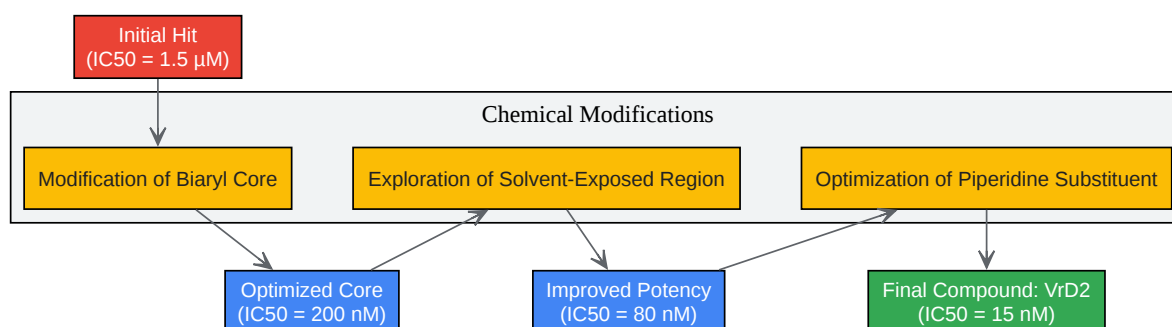 Initial Hit
(IC50 = 1.5 µM)
Chemical Modifications
Modification of Biaryl Core
Exploration of Solvent-Exposed Region
Optimization of Piperidine Substituent
Optimized Core
(IC50 = 200 nM)
Improved Potency
(IC50 = 80 nM)
Final Compound: VrD2
(IC50 = 15 nM)